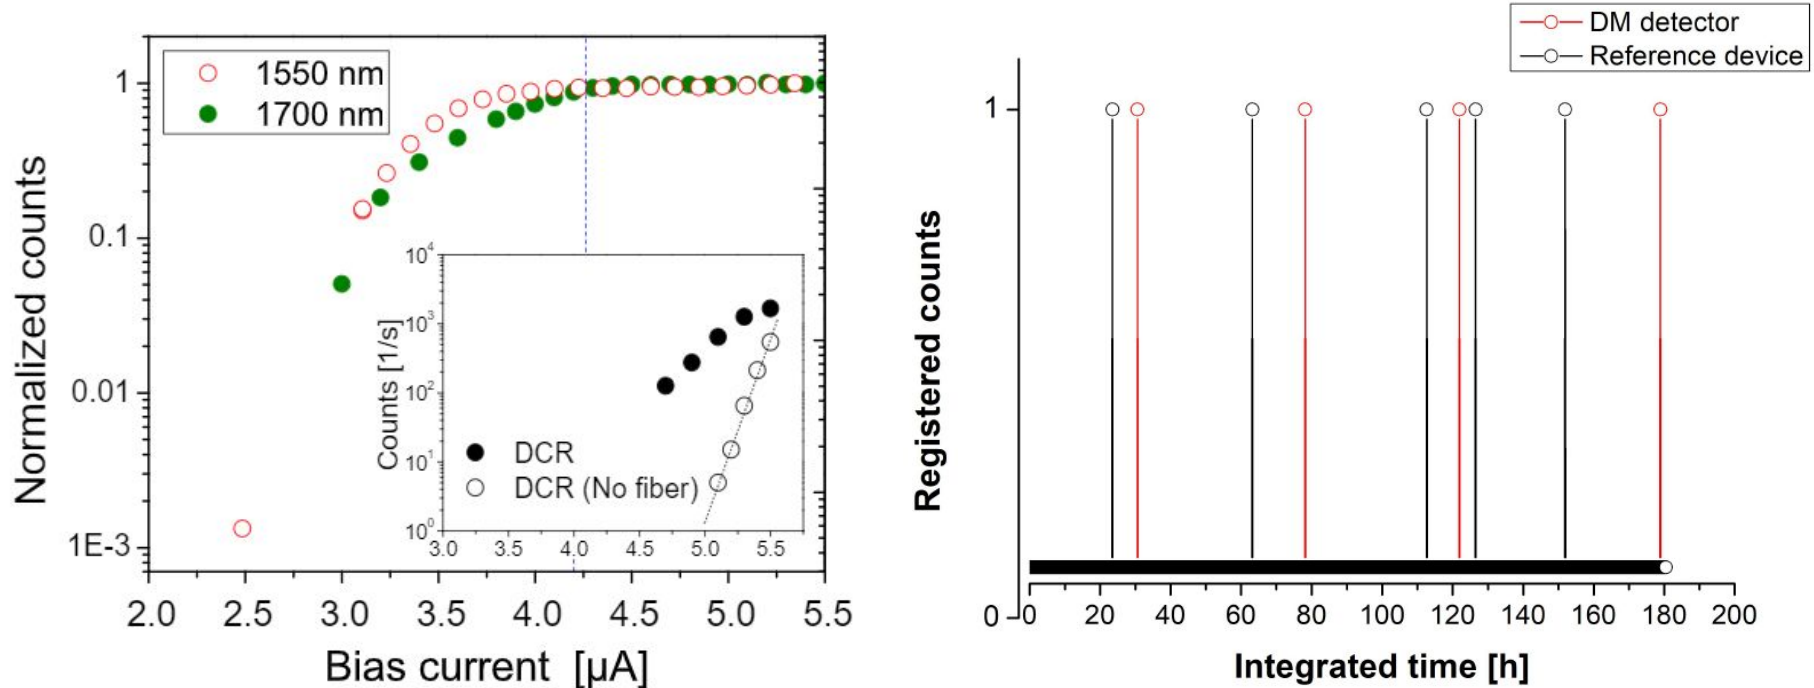 1550 nm
1700 nm
Normalized counts
1
0.1
0.01
1E-3
2.0 2.5 3.0 3.5 4.0 4.5 5.0 5.5
Bias current [µA]
Counts [1/s]
10^4
10^3
10^2
10^1
10^0
DCR
DCR (No fiber)
3.0 3.5 4.0 4.5 5.0 5.5
DM detector
Reference device
Registered counts
1
0
0 20 40 60 80 100 120 140 160 180 200
Integrated time [h]